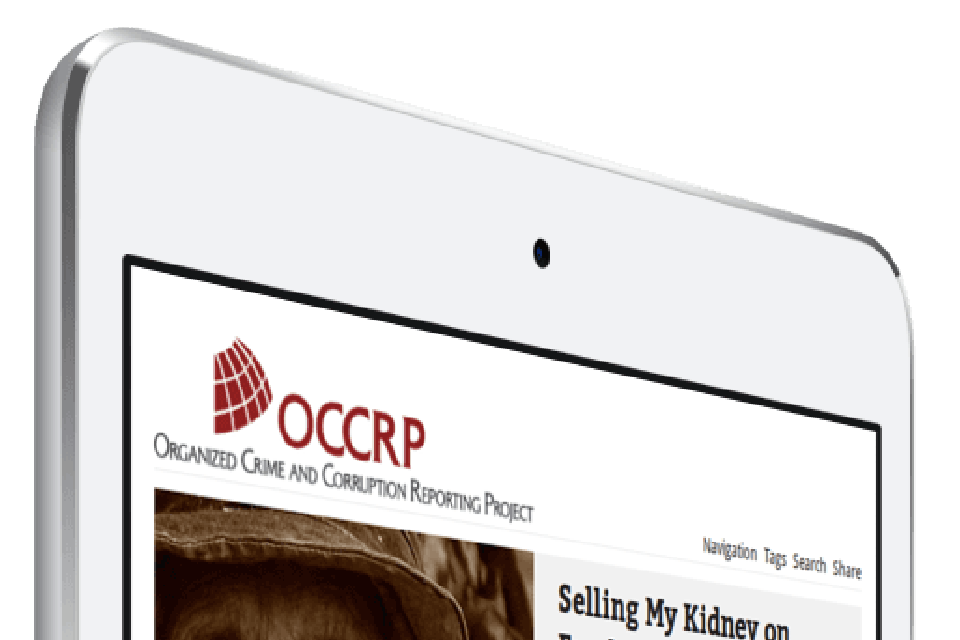 OCCRP
ORGANIZED CRIME AND CORRUPTION REPORTING PROJECT
Navigation Tags Search Share
Selling My Kidney on